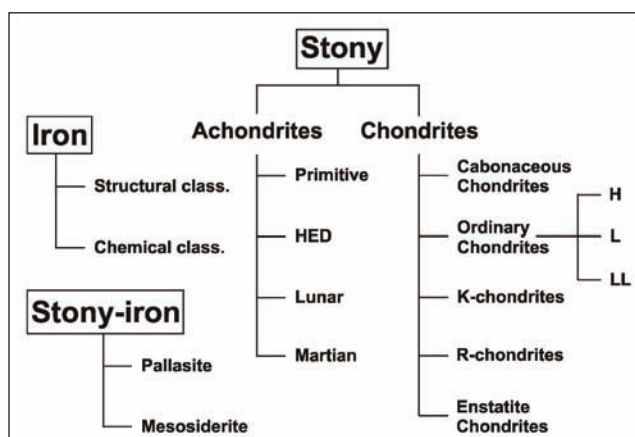 Stony
Iron
Structural class.
Chemical class.
Stony-iron
Pallasite
Mesosiderite
Achondrites
Primitive
HED
Lunar
Martian
Chondrites
Cabonaceous
Chondrites
Ordinary
Chondrites
H
L
LL
K-chondrites
R-chondrites
Enstatite
Chondrites